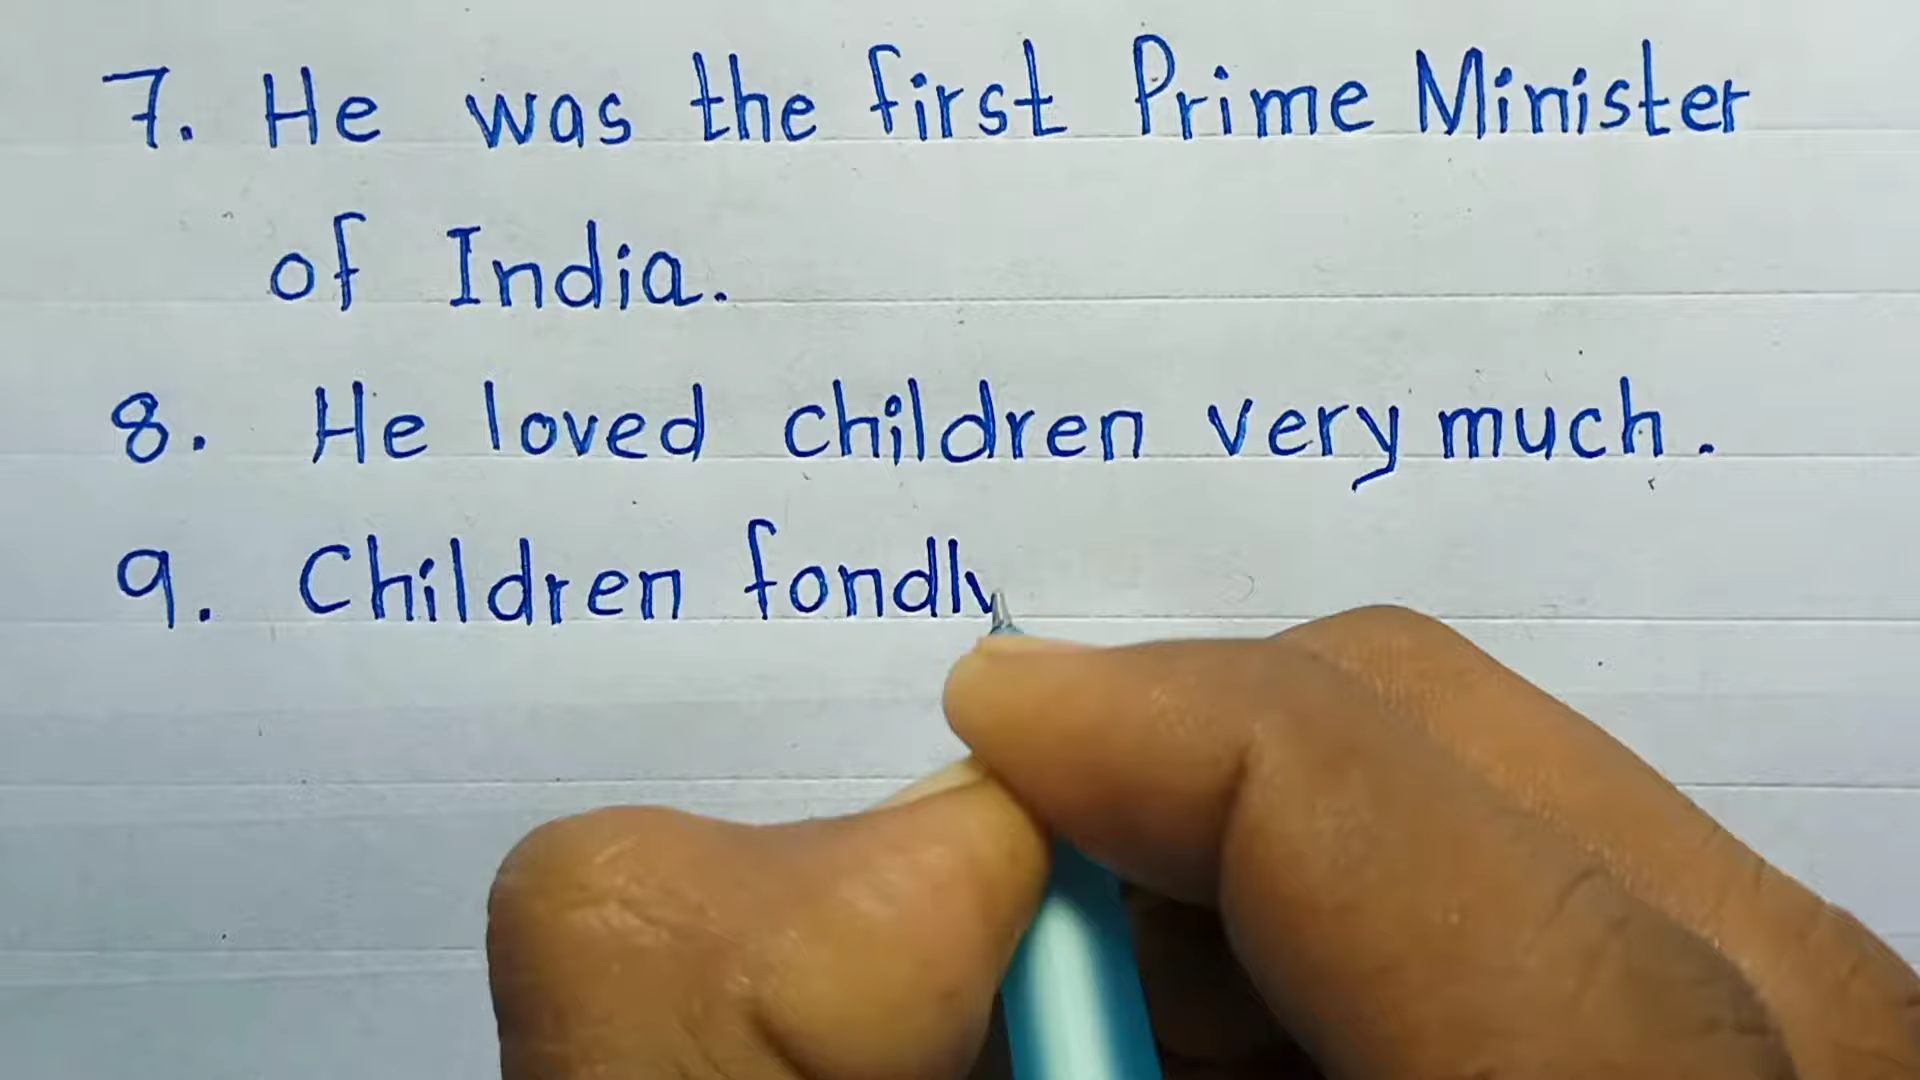 7. He was the first Prime Minister
of India.
8. He loved children very much.
9. Children fondly